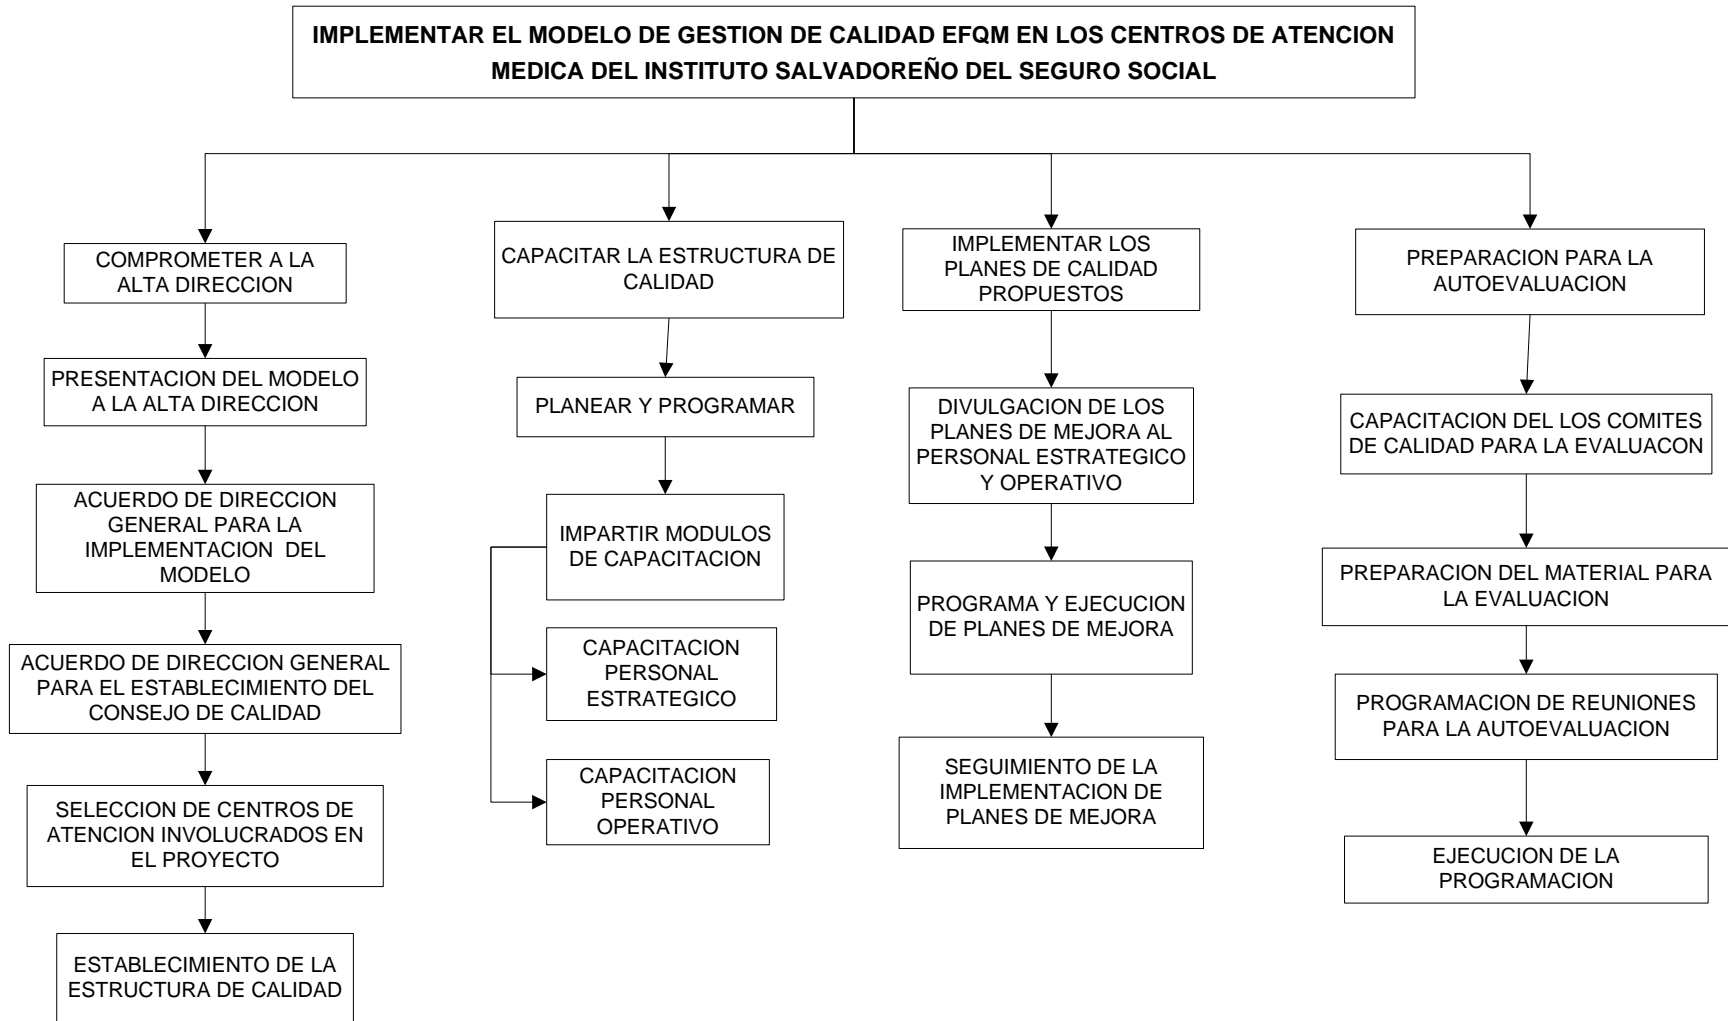 IMPLEMENTAR EL MODELO DE GESTION DE CALIDAD EFQM EN LOS CENTROS DE ATENCION
MEDICA DEL INSTITUTO SALVADOREÑO DEL SEGURO SOCIAL
COMPROMETER A LA
ALTA DIRECCION
PRESENTACION DEL MODELO
A LA ALTA DIRECCION
ACUERDO DE DIRECCION
GENERAL PARA LA
IMPLEMENTACION DEL
MODELO
ACUERDO DE DIRECCION GENERAL
PARA EL ESTABLECIMIENTO DEL
CONSEJO DE CALIDAD
SELECCION DE CENTROS DE
ATENCION INVOLUCRADOS EN
EL PROYECTO
ESTABLECIMIENTO DE LA
ESTRUCTURA DE CALIDAD
CAPACITAR LA ESTRUCTURA DE
CALIDAD
PLANEAR Y PROGRAMAR
IMPARTIR MODULOS
DE CAPACITACION
CAPACITACION
PERSONAL
ESTRATEGICO
CAPACITACION
PERSONAL
OPERATIVO
IMPLEMENTAR LOS
PLANES DE CALIDAD
PROPUESTOS
DIVULGACION DE LOS
PLANES DE MEJORA AL
PERSONAL ESTRATEGICO
Y OPERATIVO
PROGRAMA Y EJECUCION
DE PLANES DE MEJORA
SEGUIMIENTO DE LA
IMPLEMENTACION DE
PLANES DE MEJORA
PREPARACION PARA LA
AUTOEVALUACION
CAPACITACION DEL LOS COMITES
DE CALIDAD PARA LA EVALUACON
PREPARACION DEL MATERIAL PARA
LA EVALUACION
PROGRAMACION DE REUNIONES
PARA LA AUTOEVALUACION
EJECUCION DE LA
PROGRAMACION